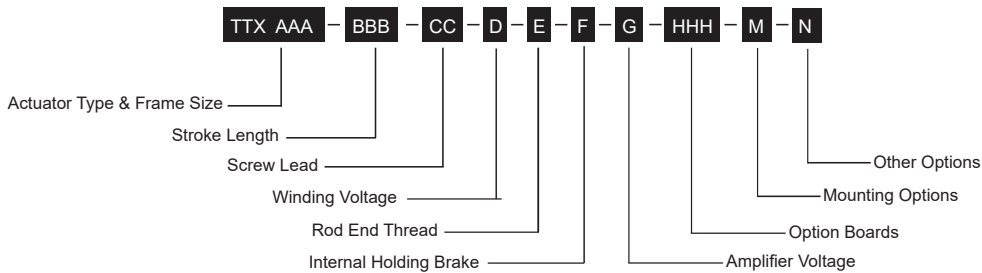 TTX AAA – BBB – CC – D – E – F – G – HHH – M – N
Actuator Type & Frame Size
Stroke Length
Screw Lead
Winding Voltage
Rod End Thread
Internal Holding Brake
Other Options
Mounting Options
Option Boards
Amplifier Voltage